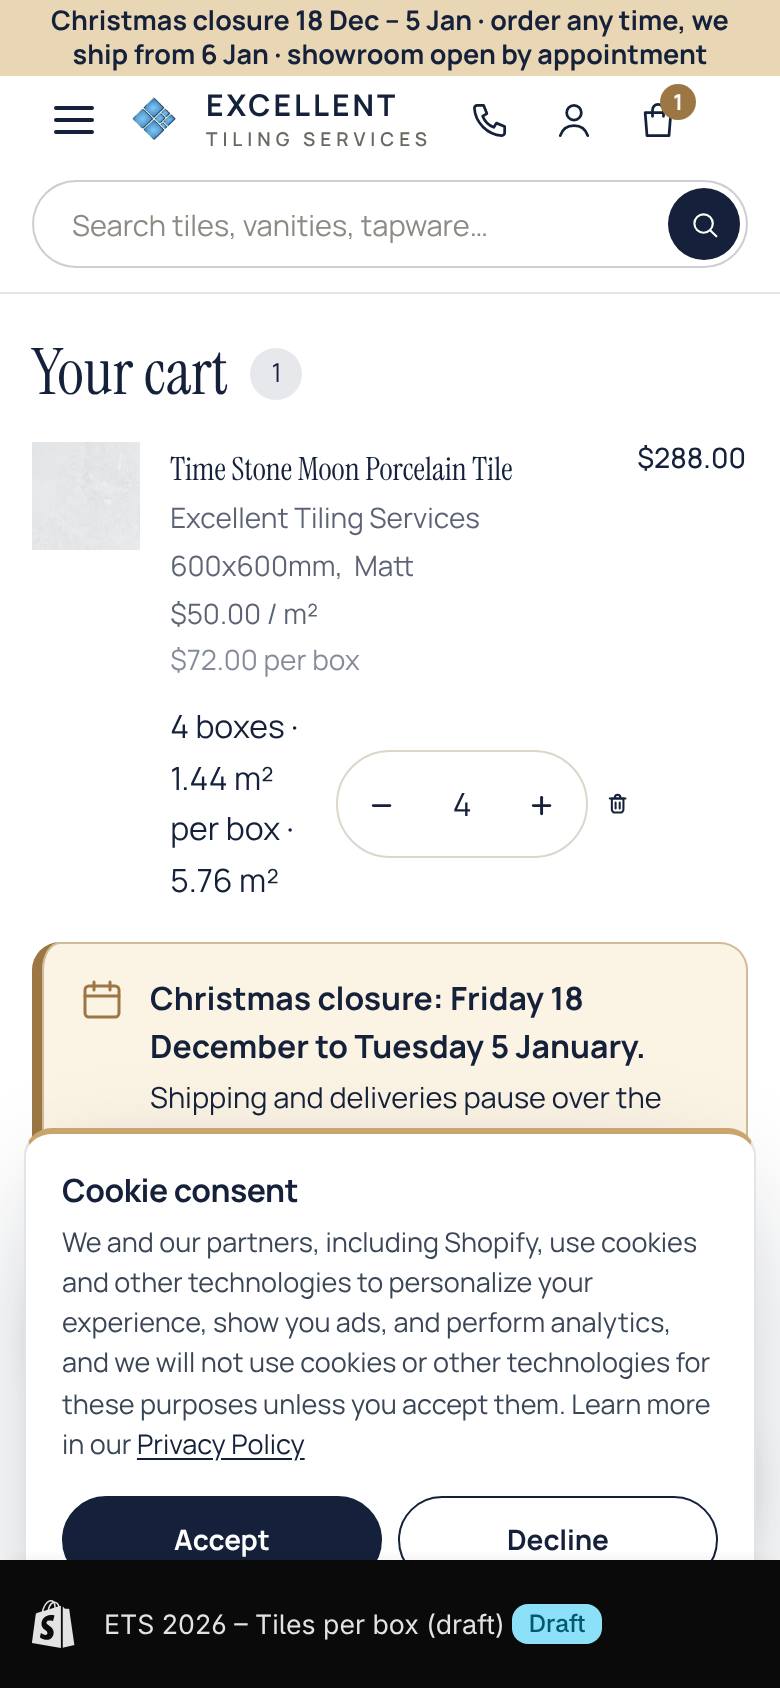 Christmas closure 18 Dec – 5 Jan · order any time, we
ship from 6 Jan · showroom open by appointment
EXCELLENT
TILING SERVICES
1
Search tiles, vanities, tapware...
Your cart 1
Time Stone Moon Porcelain Tile $288.00
Excellent Tiling Services
600x600mm, Matt
$50.00 / m²
$72.00 per box
4 boxes ·
1.44 m²
per box ·
5.76 m²
− 4 +
Christmas closure: Friday 18
December to Tuesday 5 January.
Shipping and deliveries pause over the
Cookie consent
We and our partners, including Shopify, use cookies
and other technologies to personalize your
experience, show you ads, and perform analytics,
and we will not use cookies or other technologies for
these purposes unless you accept them. Learn more
in our Privacy Policy
Accept Decline
ETS 2026 – Tiles per box (draft) Draft